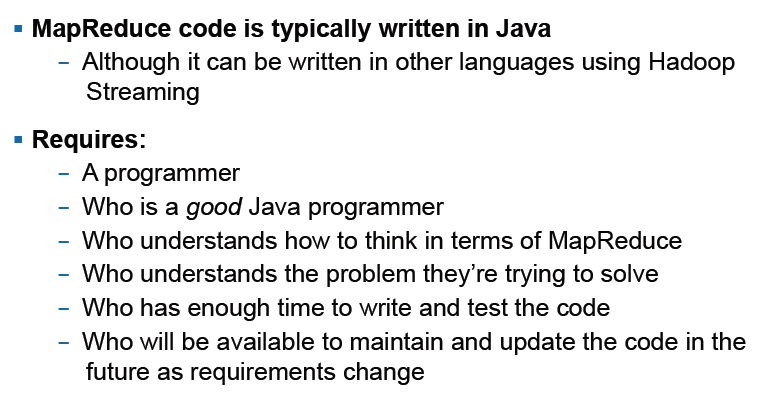 ▪ MapReduce code is typically written in Java
– Although it can be written in other languages using Hadoop
Streaming
▪ Requires:
– A programmer
– Who is a good Java programmer
– Who understands how to think in terms of MapReduce
– Who understands the problem they’re trying to solve
– Who has enough time to write and test the code
– Who will be available to maintain and update the code in the
future as requirements change